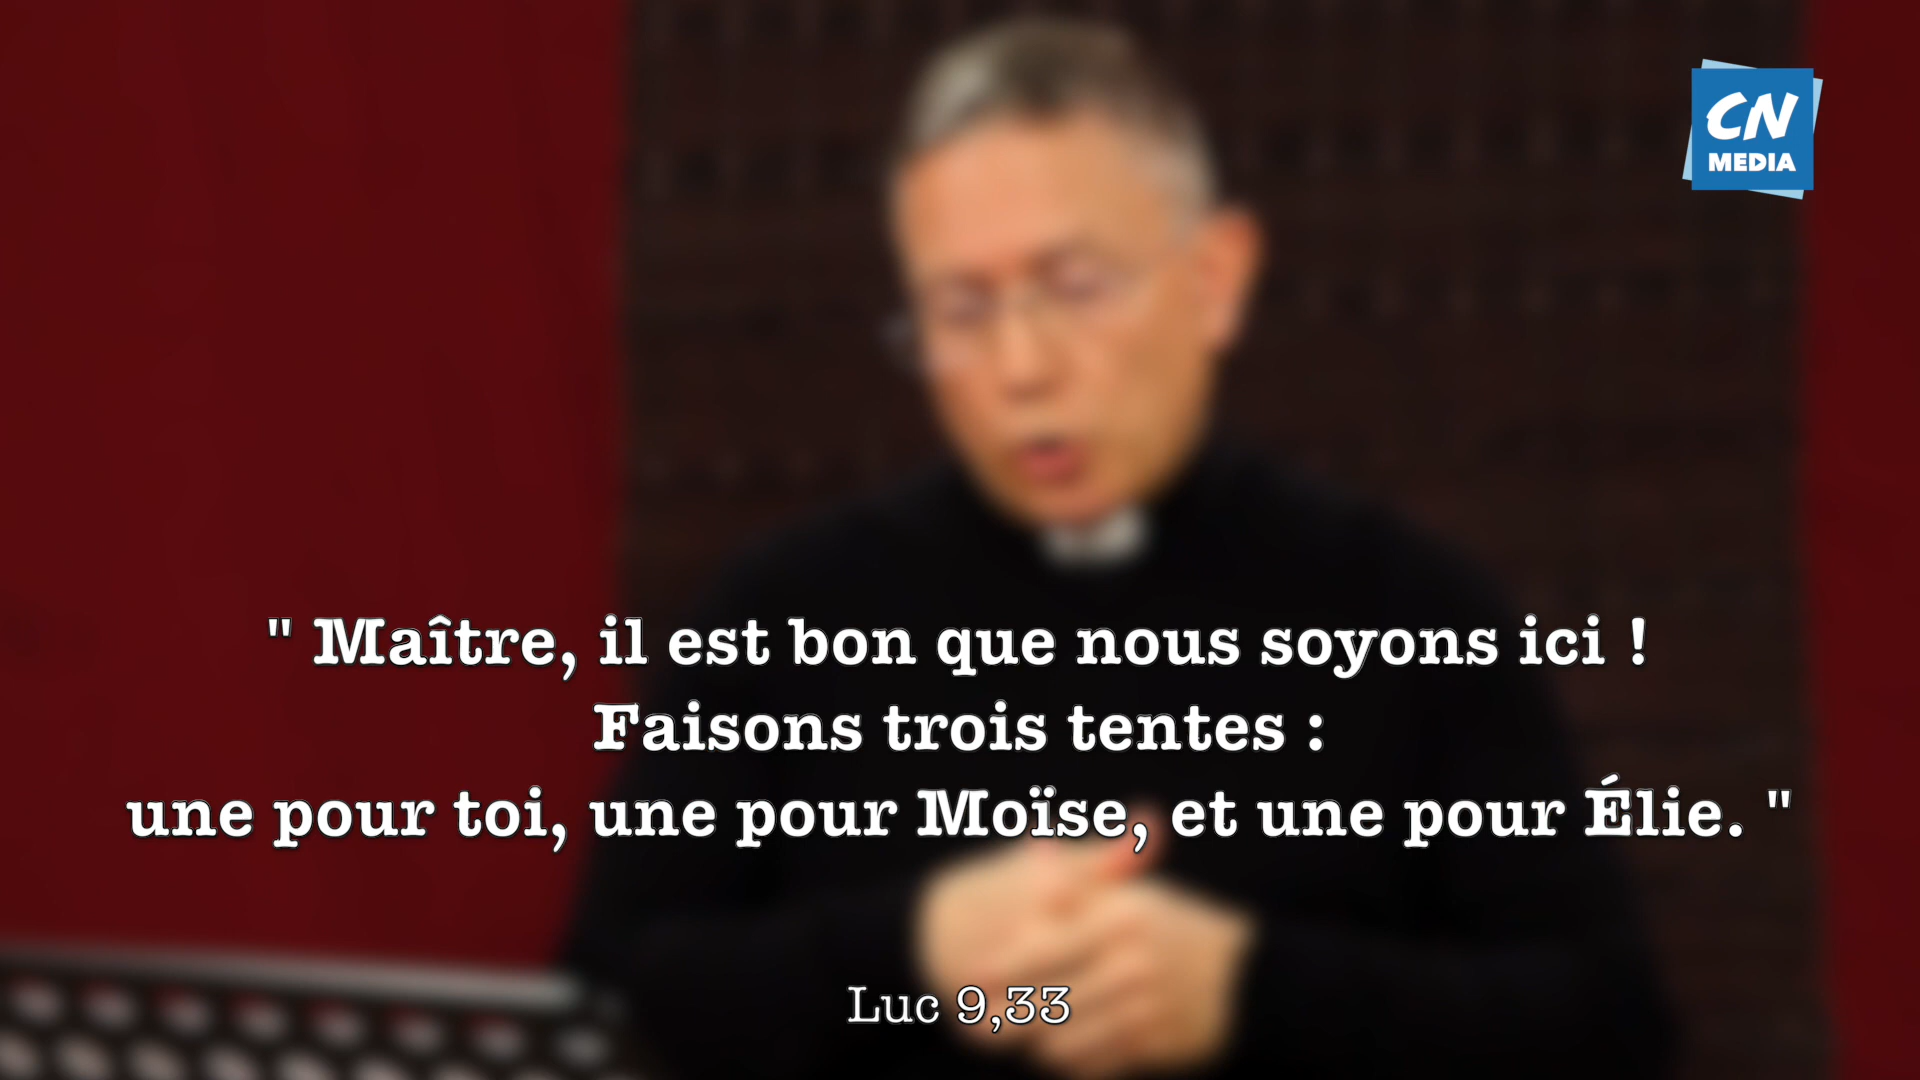 CN
MEDIA
" Maître, il est bon que nous soyons ici !
Faisons trois tentes :
une pour toi, une pour Moïse, et une pour Élie. "
Luc 9,33